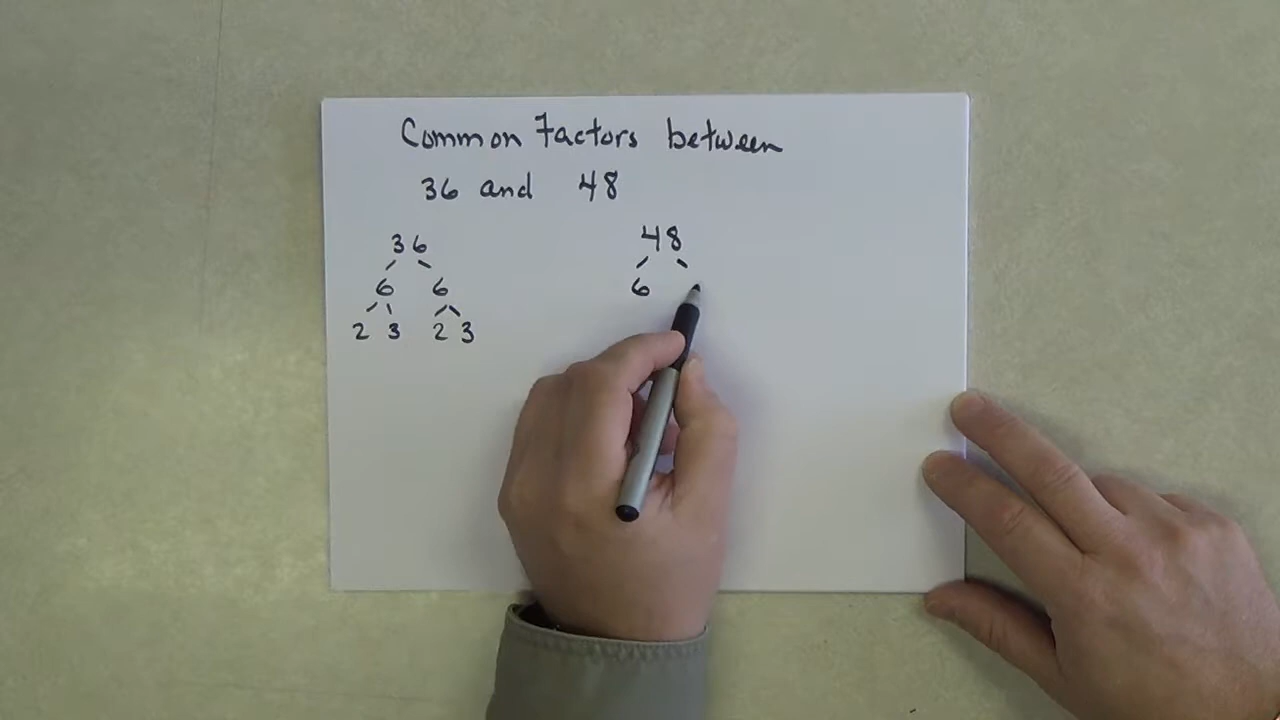 Common Factors between
36 and 48
36 48
6 6 6
2 3 2 3